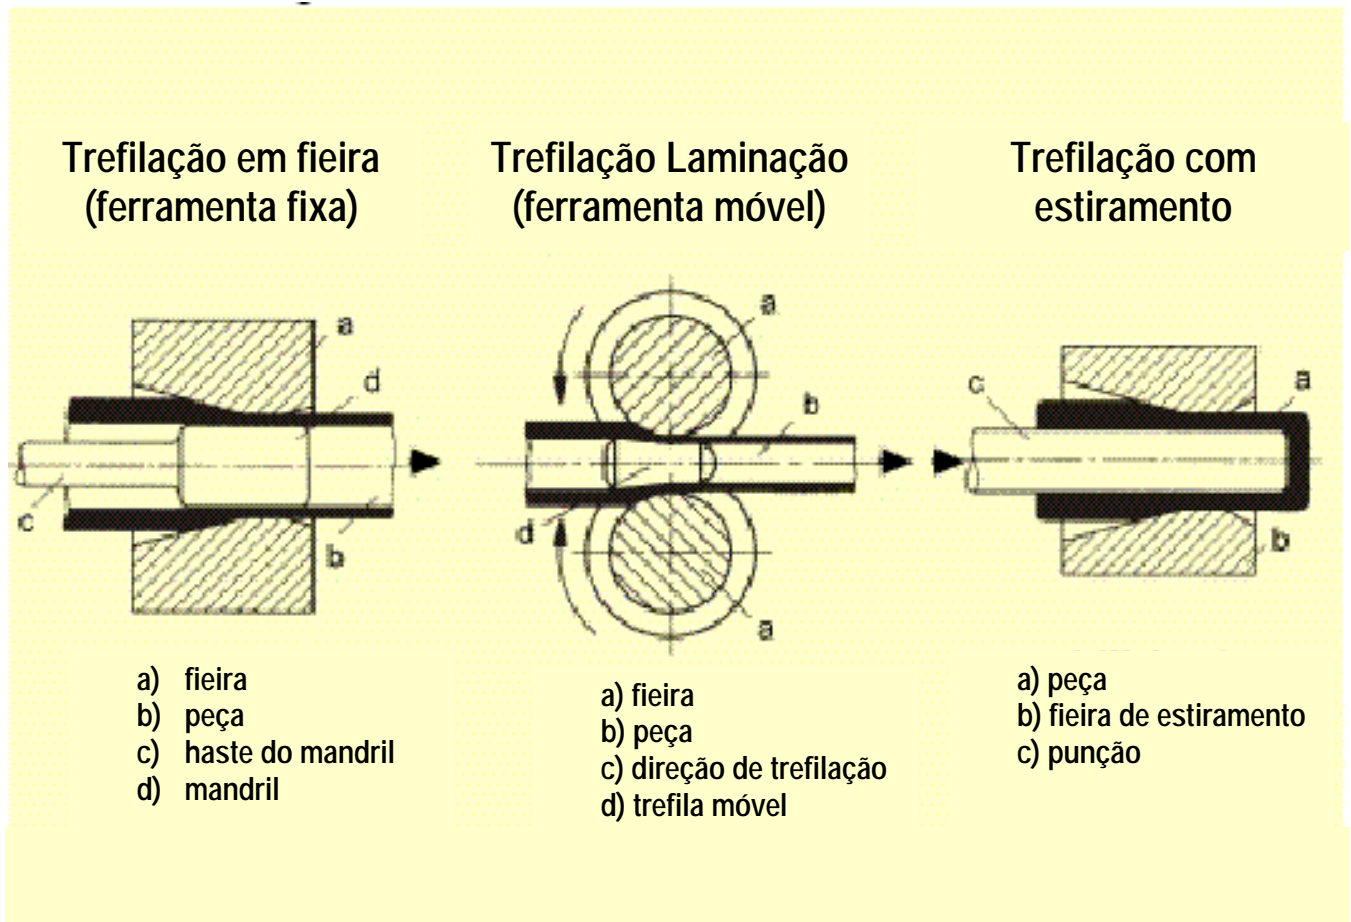 Trefilação em fieira
(ferramenta fixa)
Trefilação Laminação
(ferramenta móvel)
Trefilação com
estiramento
a
d
c
b
a
b
d
a
c
a
b
a) fieira
b) peça
c) haste do mandril
d) mandril
a) fieira
b) peça
c) direção de trefilação
d) trefila móvel
a) peça
b) fieira de estiramento
c) punção